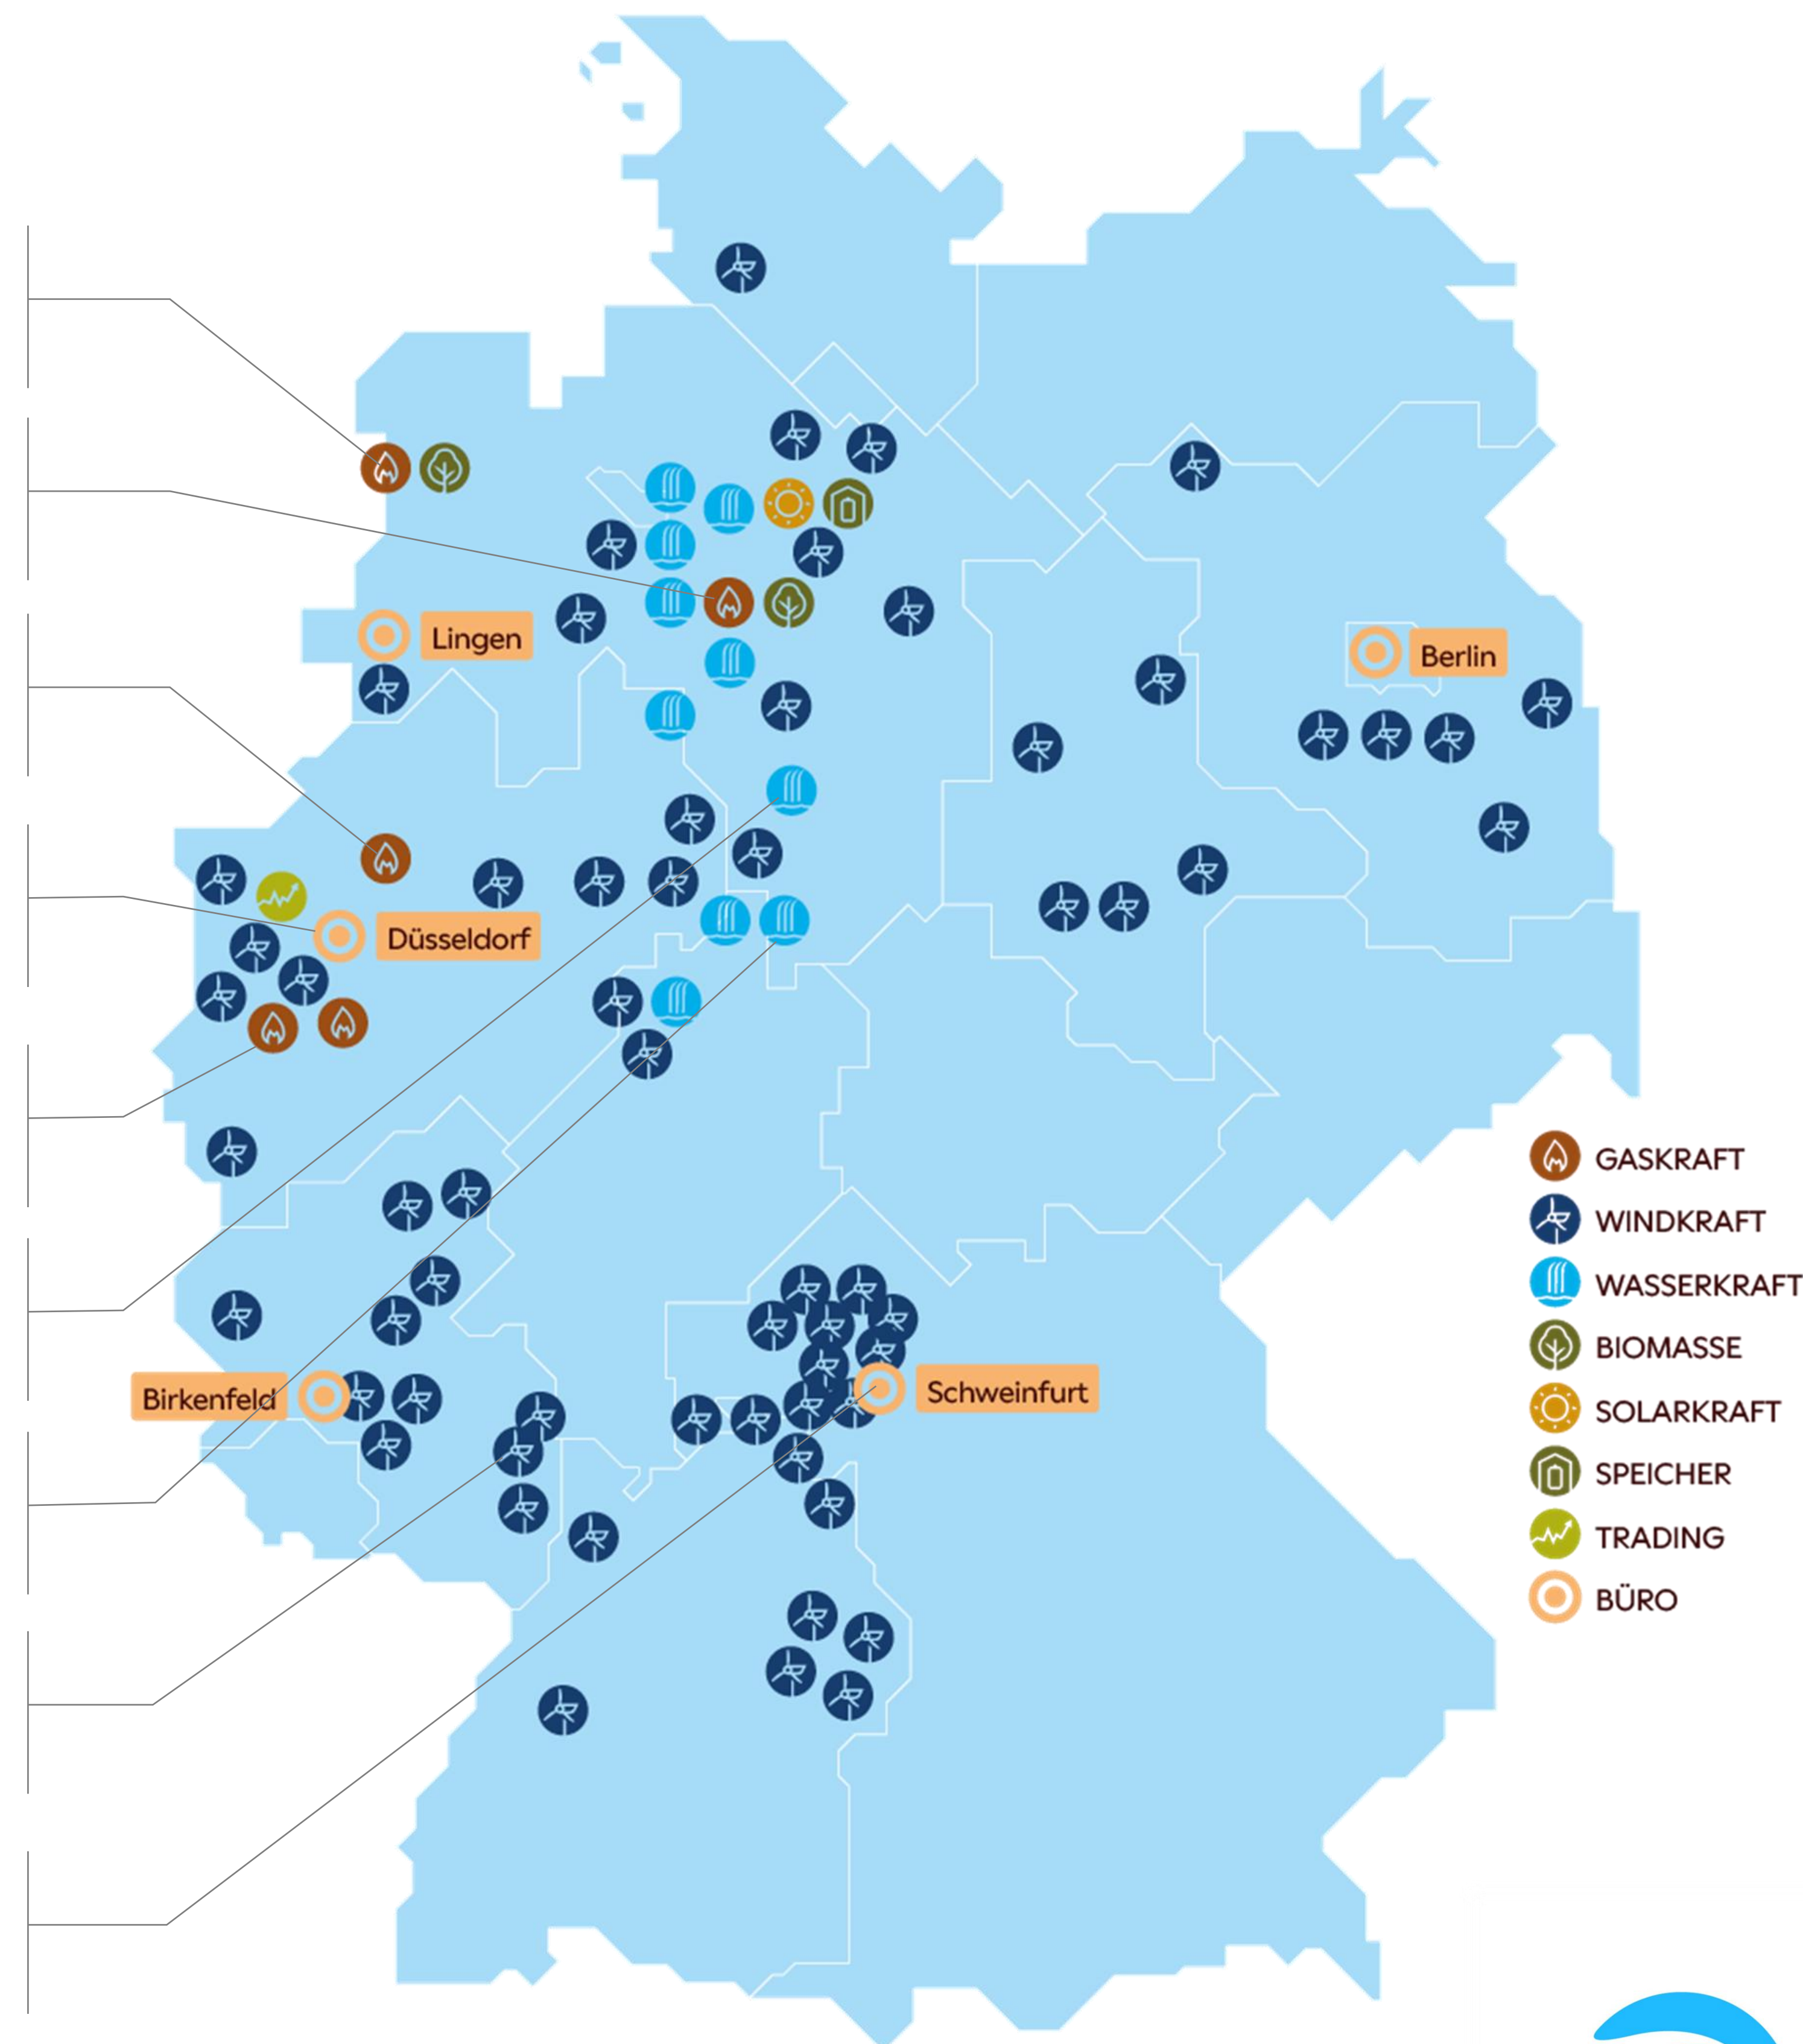 Lingen
Berlin
Düsseldorf
Birkenfeld
Schweinfurt
GASKRAFT
WINDKRAFT
WASSERKRAFT
BIOMASSE
SOLARKRAFT
SPEICHER
TRADING
BÜRO